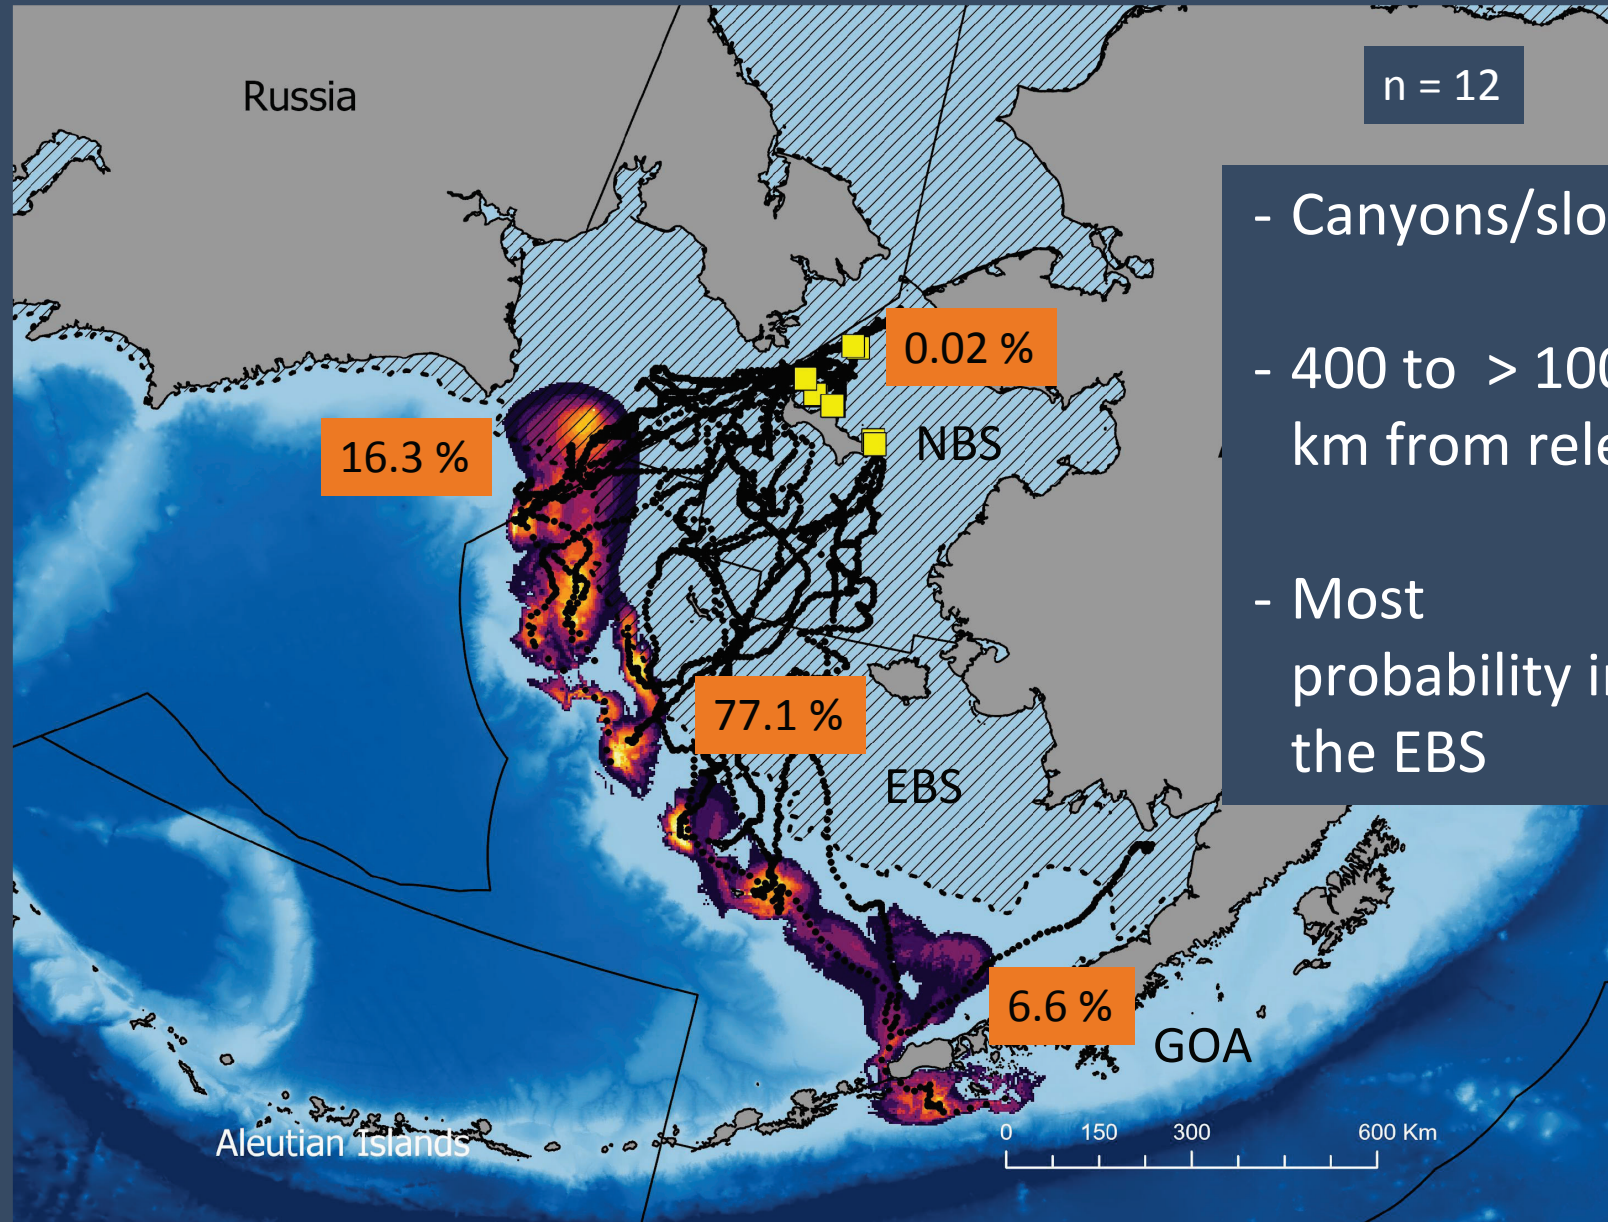 Russia
n = 12
- Canyons/slo
0.02 %
- 400 to > 100
km from rele
16.3 %
NBS
- Most
probability in
the EBS
77.1 %
EBS
6.6 %
GOA
Aleutian Islands
0 150 300 600 Km